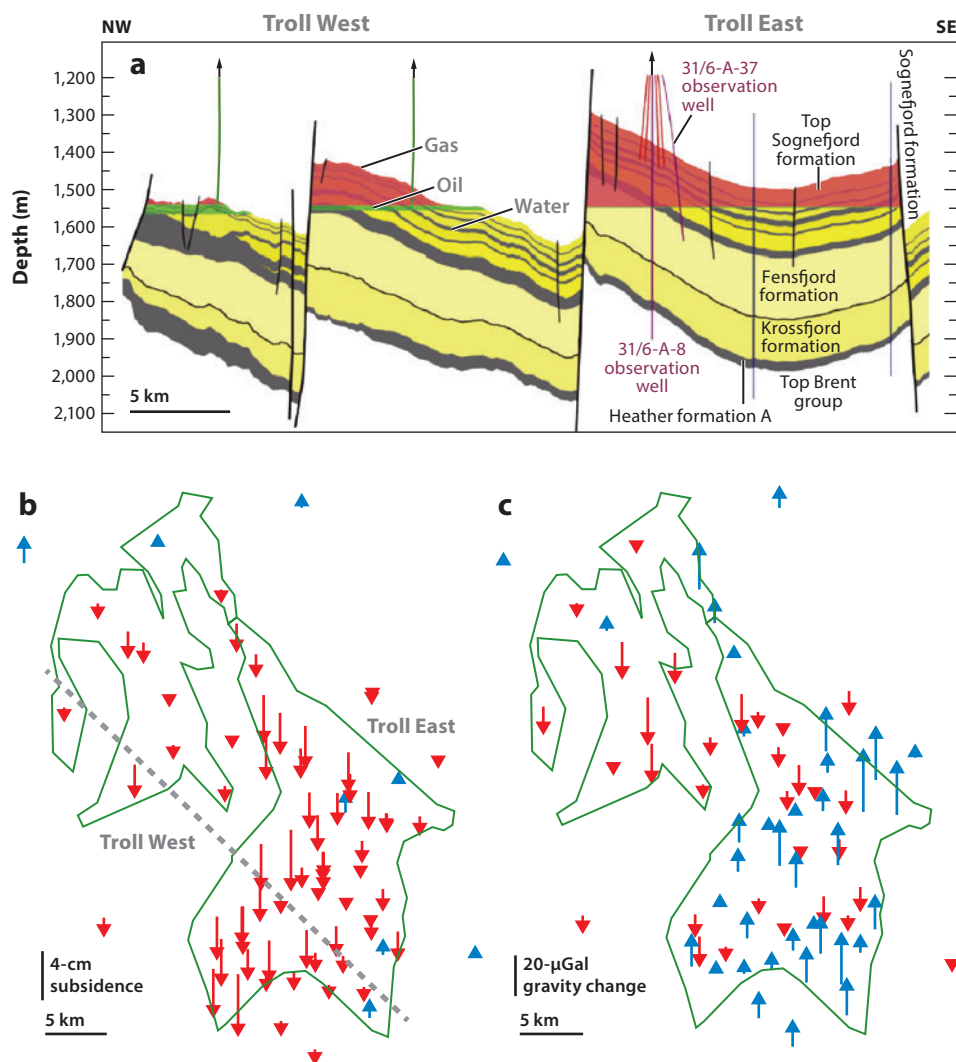 NW
Troll West
Troll East
SE
a
Depth (m)
1,200
1,300
1,400
1,500
1,600
1,700
1,800
1,900
2,000
2,100
Gas
Oil
Water
31/6-A-37
observation
well
Top
Sognefjord
formation
Sognefjord formation
Fensfjord
formation
Krossfjord
formation
31/6-A-8
observation
well
Top Brent
group
Heather formation A
5 km
b
Troll East
Troll West
4-cm
subsidence
5 km
c
20-μGal
gravity change
5 km